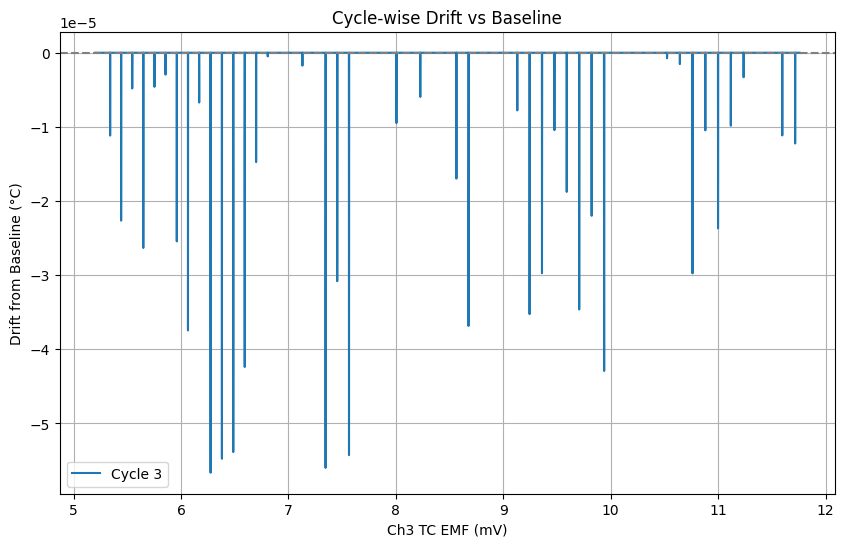 Cycle-wise Drift vs Baseline
1e−5
0
−1
−2
−3
−4
−5
Drift from Baseline (°C)
Cycle 3
5 6 7 8 9 10 11 12
Ch3 TC EMF (mV)